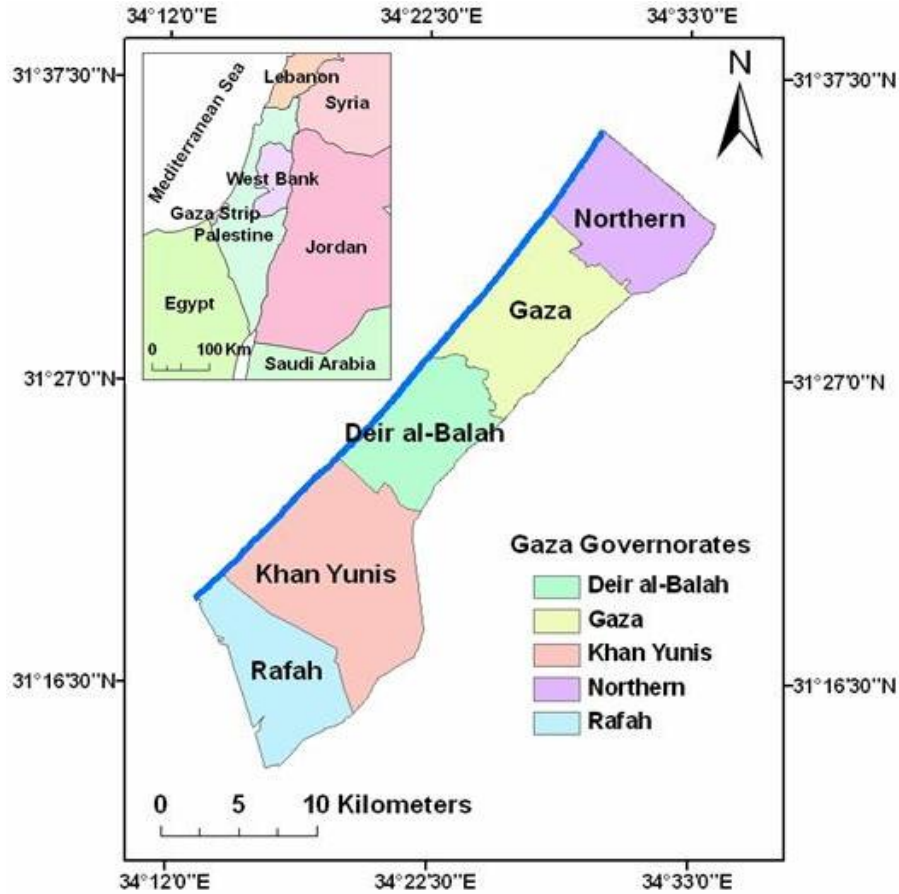 34°12'0"E 34°22'30"E 34°33'0"E
31°37'30"N 31°37'30"N
N
Lebanon
Syria
Mediterranean Sea
West Bank
Gaza Strip
Palestine
Jordan
Egypt
0 100 Km
Saudi Arabia
Northern
Gaza
31°27'0"N 31°27'0"N
Deir al-Balah
Khan Yunis
Rafah
Gaza Governorates
Deir al-Balah
Gaza
Khan Yunis
Northern
Rafah
31°16'30"N 31°16'30"N
0 5 10 Kilometers
34°12'0"E 34°22'30"E 34°33'0"E